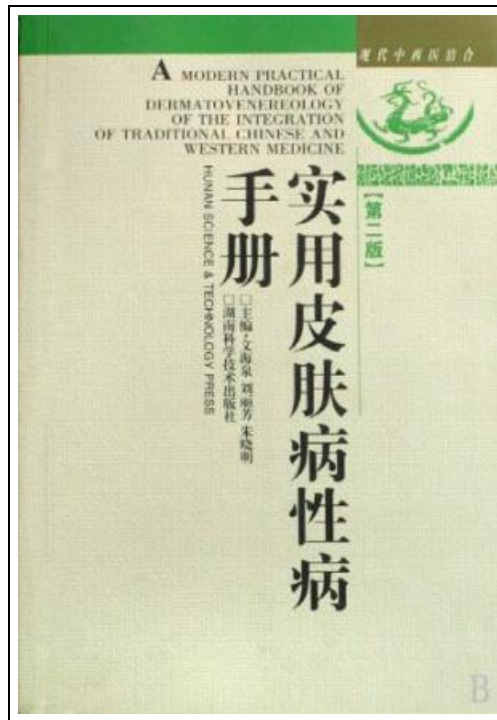 现代中西医结合
A MODERN PRACTICAL
HANDBOOK OF
DERMATOVENEREOLOGY
OF THE INTEGRATION
OF TRADITIONAL CHINESE AND
WESTERN MEDICINE
【第二版】
实用皮肤病性病
手册
□主编·文海泉 刘丽芳 朱晓明
□湖南科学技术出版社
HUNAN SCIENCE & TECHNOLOGY PRESS
B